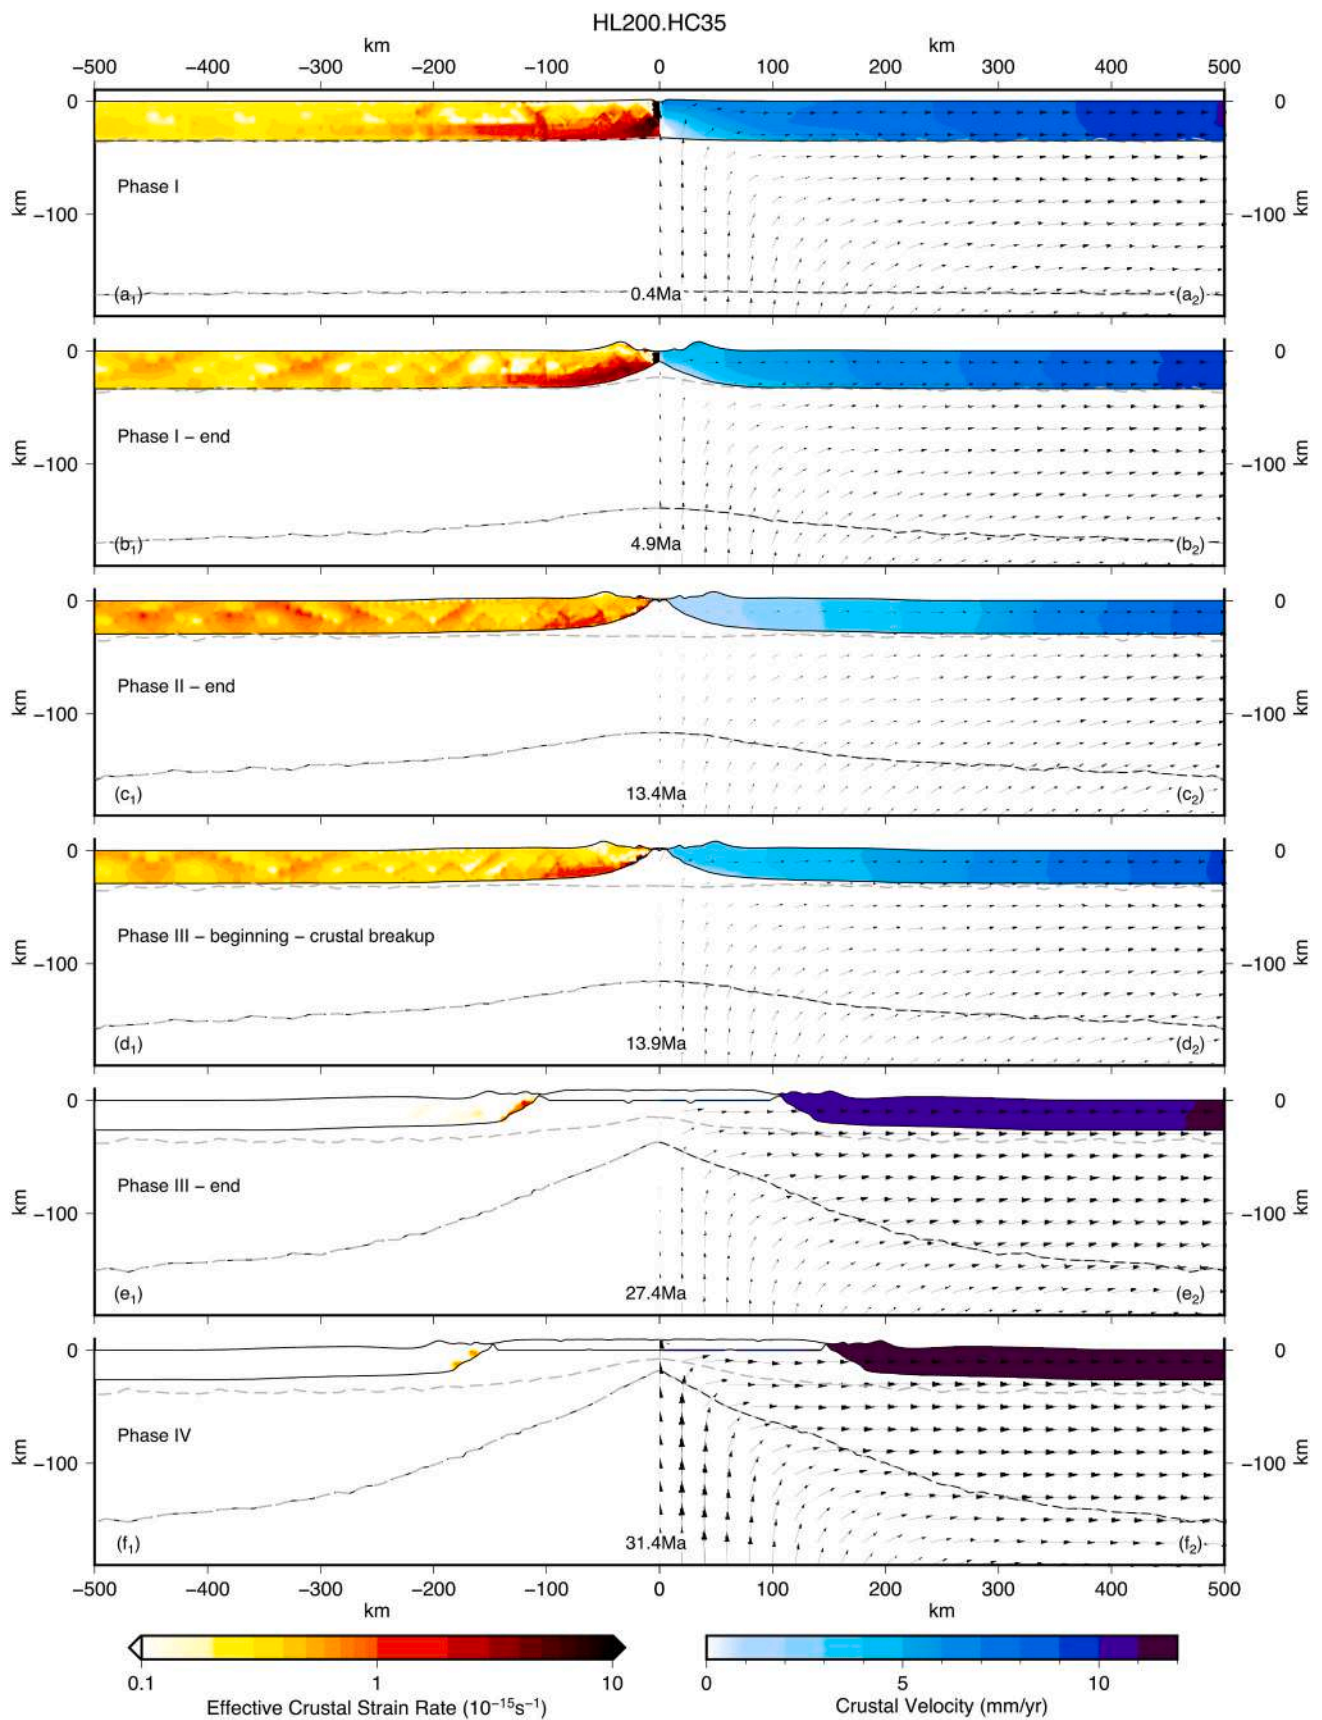 HL200.HC35
km km
−500 −400 −300 −200 −100 0 100 200 300 400 500
0 0
km −100 −100 km
Phase I
(a1) 0.4Ma (a2)
0 0
km −100 −100 km
Phase I − end
(b1) 4.9Ma (b2)
0 0
km −100 −100 km
Phase II − end
(c1) 13.4Ma (c2)
0 0
km −100 −100 km
Phase III − beginning − crustal breakup
(d1) 13.9Ma (d2)
0 0
km −100 −100 km
Phase III − end
(e1) 27.4Ma (e2)
0 0
km −100 −100 km
Phase IV
(f1) 31.4Ma (f2)
−500 −400 −300 −200 −100 0 100 200 300 400 500
km km
0.1 1 10 0 5 10
Effective Crustal Strain Rate (10⁻¹⁵s⁻¹) Crustal Velocity (mm/yr)